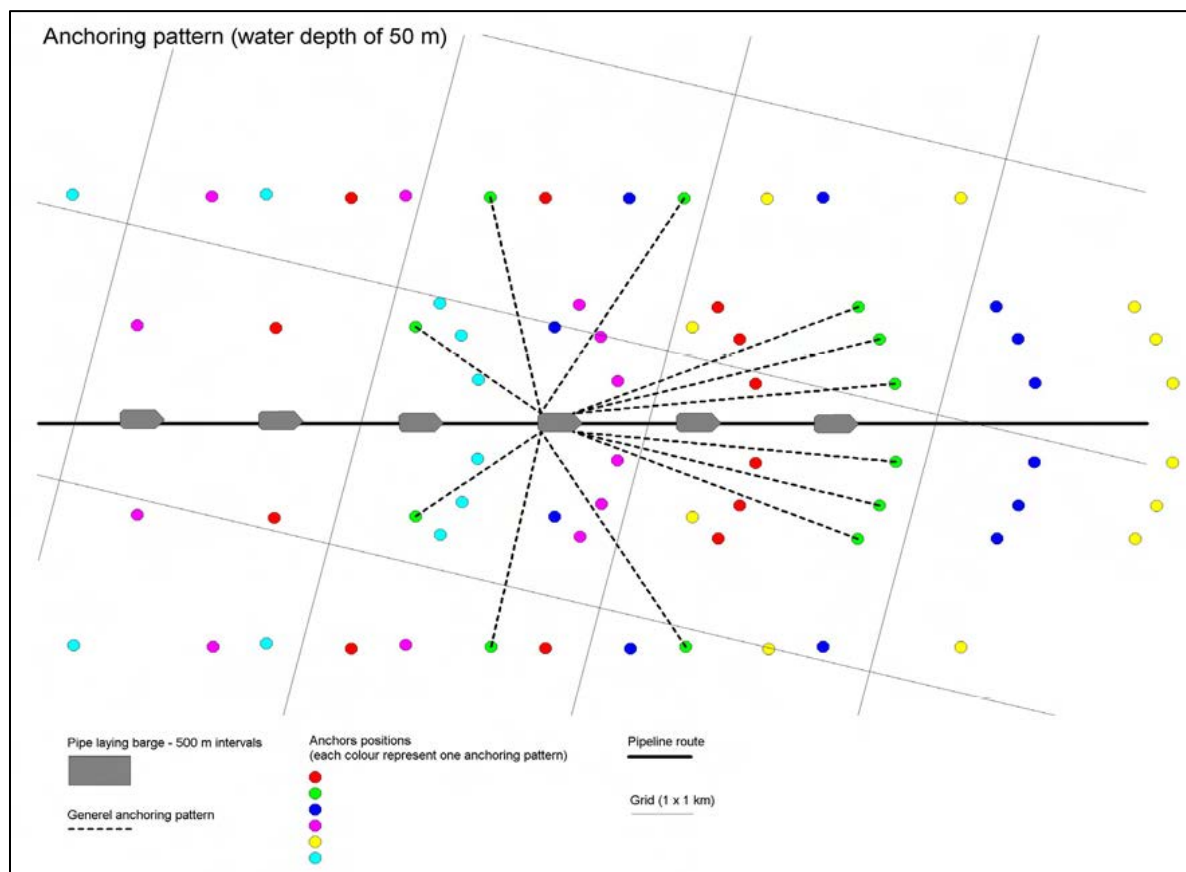 Anchoring pattern (water depth of 50 m)
Pipe laying barge - 500 m intervals
Generel anchoring pattern
Anchors positions
(each colour represent one anchoring pattern)
Pipeline route
Grid (1 x 1 km)